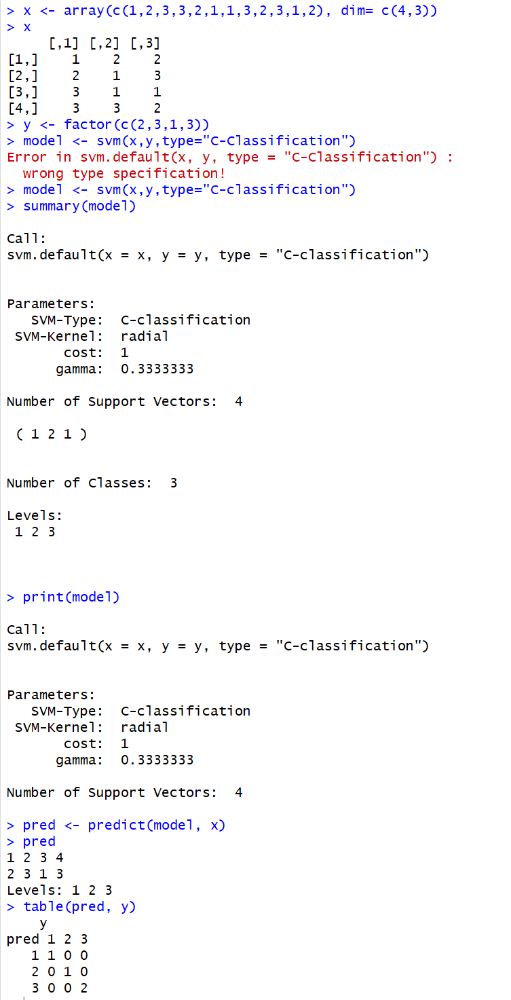 > x <- array(c(1,2,3,3,2,1,1,3,2,3,1,2), dim= c(4,3))
> x
     [,1] [,2] [,3]
[1,]    1    2    2
[2,]    2    1    3
[3,]    3    1    1
[4,]    3    3    2
> y <- factor(c(2,3,1,3))
> model <- svm(x,y,type="C-Classification")
Error in svm.default(x, y, type = "C-Classification") :
  wrong type specification!
> model <- svm(x,y,type="C-classification")
> summary(model)

Call:
svm.default(x = x, y = y, type = "C-classification")


Parameters:
   SVM-Type:  C-classification
 SVM-Kernel:  radial
       cost:  1
      gamma:  0.3333333

Number of Support Vectors:  4

 ( 1 2 1 )


Number of Classes:  3

Levels:
 1 2 3



> print(model)

Call:
svm.default(x = x, y = y, type = "C-classification")


Parameters:
   SVM-Type:  C-classification
 SVM-Kernel:  radial
       cost:  1
      gamma:  0.3333333

Number of Support Vectors:  4

> pred <- predict(model, x)
> pred
1 2 3 4
2 3 1 3
Levels: 1 2 3
> table(pred, y)
    y
pred 1 2 3
   1 1 0 0
   2 0 1 0
   3 0 0 2